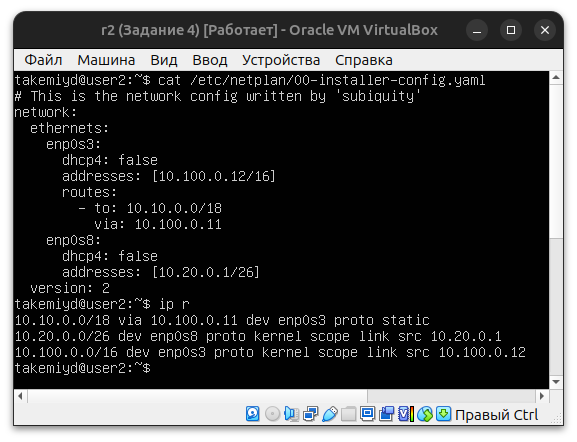 r2 (Задание 4) [Работает] - Oracle VM VirtualBox
Файл Машина Вид Ввод Устройства Справка
takemiyd@user2:~$ cat /etc/netplan/00-installer-config.yaml
# This is the network config written by 'subiquity'
network:
  ethernets:
    enp0s3:
      dhcp4: false
      addresses: [10.100.0.12/16]
      routes:
        - to: 10.10.0.0/18
          via: 10.100.0.11
    enp0s8:
      dhcp4: false
      addresses: [10.20.0.1/26]
  version: 2
takemiyd@user2:~$ ip r
10.10.0.0/18 via 10.100.0.11 dev enp0s3 proto static
10.20.0.0/26 dev enp0s8 proto kernel scope link src 10.20.0.1
10.100.0.0/16 dev enp0s3 proto kernel scope link src 10.100.0.12
takemiyd@user2:~$
Правый Ctrl